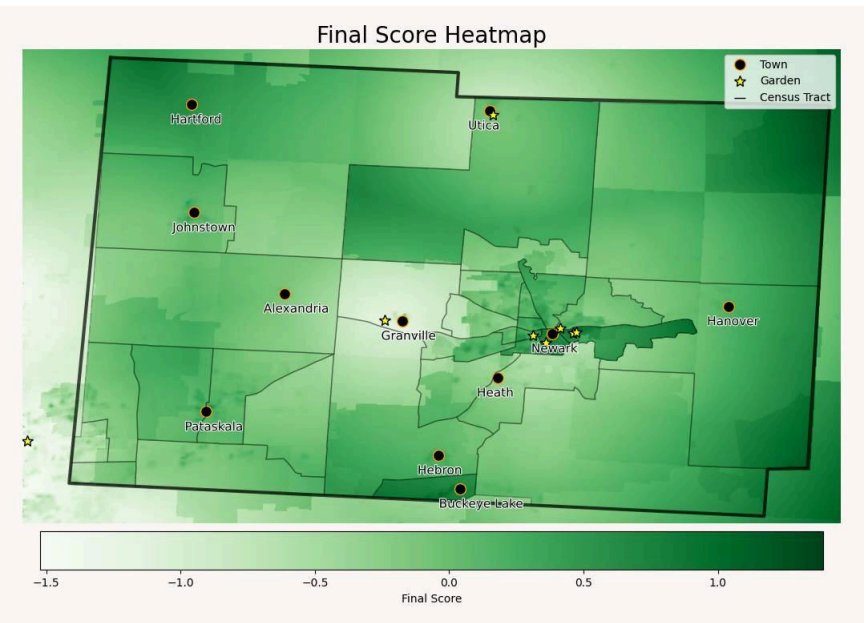 Final Score Heatmap
Town
Garden
Census Tract
Hartford
Utica
Johnstown
Alexandria
Granville
Hanover
Newark
Heath
Pataskala
Hebron
Buckeye Lake
−1.5
−1.0
−0.5
0.0
0.5
1.0
Final Score